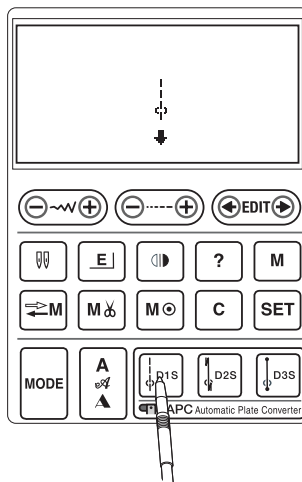 EDIT
E ? M
M M M C SET
MODE A A A D1S D2S D3S
APC Automatic Plate Converter